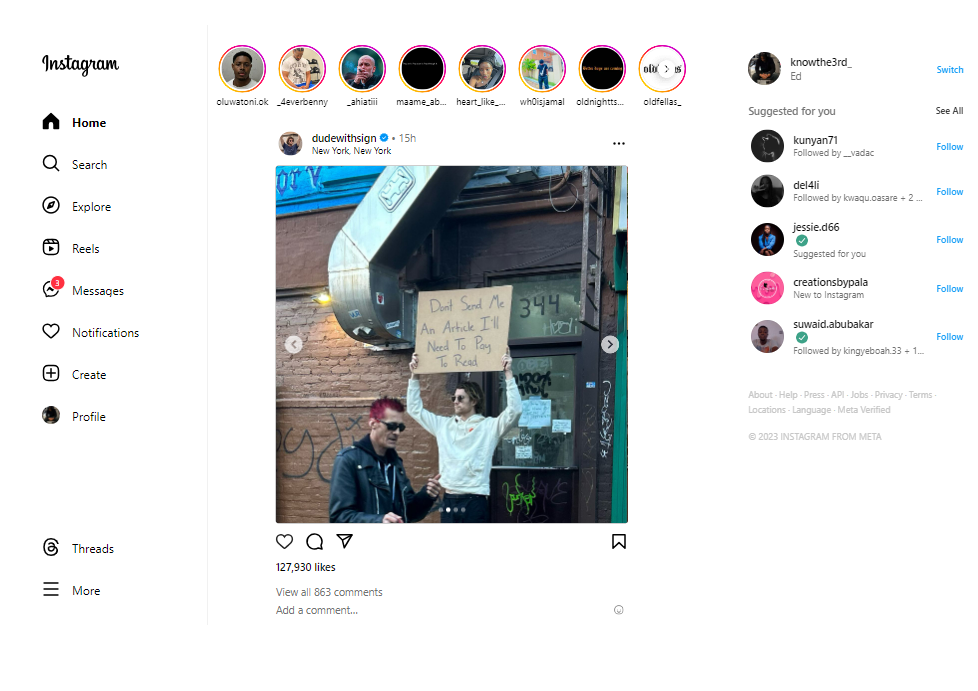 Instagram
Home
Search
Explore
Reels
3
Messages
Notifications
Create
Profile
Threads
More
oluwatoni.ok
_4everbenny
_ahiatiii
maame_ab...
heart_like_...
wh0isjamal
oldnightts...
oldfellas_
dudewithsign • 15h
New York, New York
344
Dont Send Me
An Article I'll
Need To Pay
To Read
127,930 likes
View all 863 comments
Add a comment...
knowthe3rd_
Ed
Switch
Suggested for you
See All
kunyan71
Followed by __vadac
Follow
del4li
Followed by kwaqu.oasare + 2 ...
Follow
jessie.d66
Suggested for you
Follow
creationsbypala
New to Instagram
Follow
suwaid.abubakar
Followed by kingyeboah.33 + 1...
Follow
About · Help · Press · API · Jobs · Privacy · Terms ·
Locations · Language · Meta Verified
© 2023 INSTAGRAM FROM META